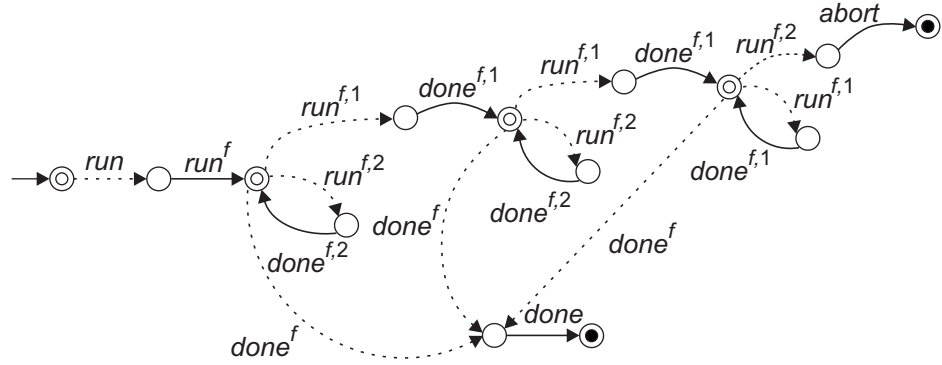 abort
run^f,2
done^f,1
run^f,1
done^f,1
run^f,1
run^f,1
run^f,2
done^f,1
run
run^f
run^f,2
done^f,2
done^f
done^f
done^f,2
done
done^f